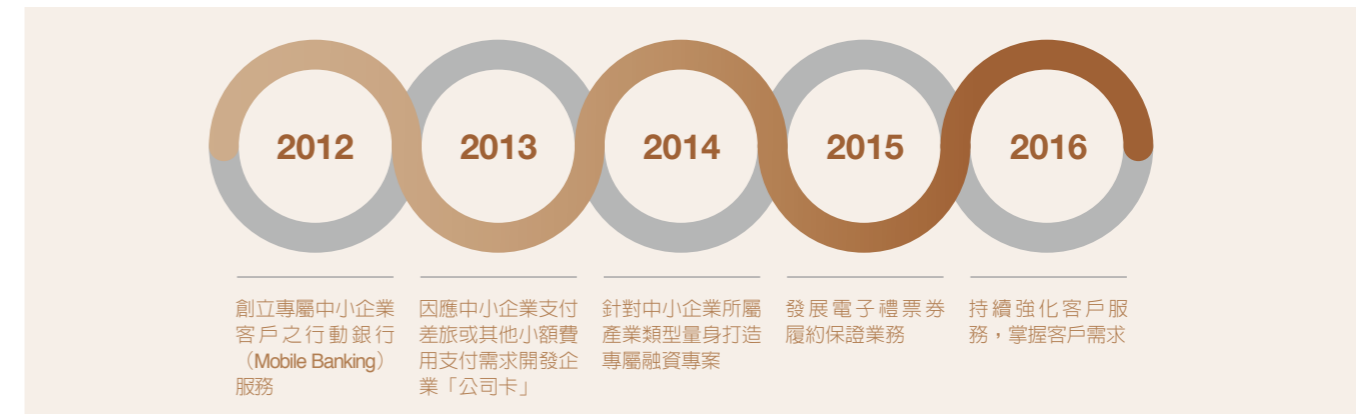 2012
2013
2014
2015
2016
創立專屬中小企業
客戶之行動銀行
（Mobile Banking）
服務
因應中小企業支付
差旅或其他小額費
用支付需求開發企
業「公司卡」
針對中小企業所屬
產業類型量身打造
專屬融資專案
發展電子禮票券
履約保證業務
持續強化客戶服
務，掌握客戶需求